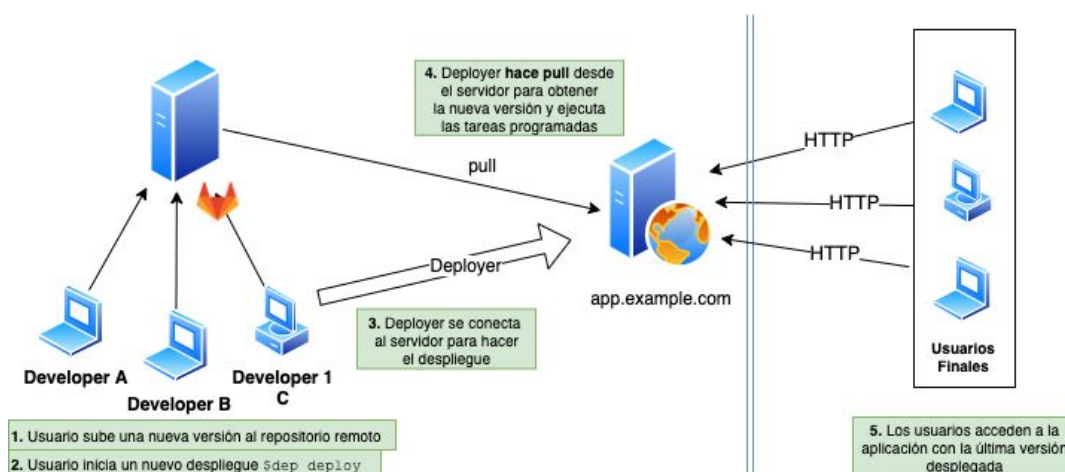 4. Deployer hace pull desde
el servidor para obtener
la nueva versión y ejecuta
las tareas programadas
pull
HTTP
HTTP
HTTP
Deployer
app.example.com
3. Deployer se conecta
al servidor para hacer
el despliegue
Developer A
Developer B
Developer 1
C
Usuarios
Finales
1. Usuario sube una nueva versión al repositorio remoto
2. Usuario inicia un nuevo despliegue $dep deploy
5. Los usuarios acceden a la
aplicación con la última versión
desplegada